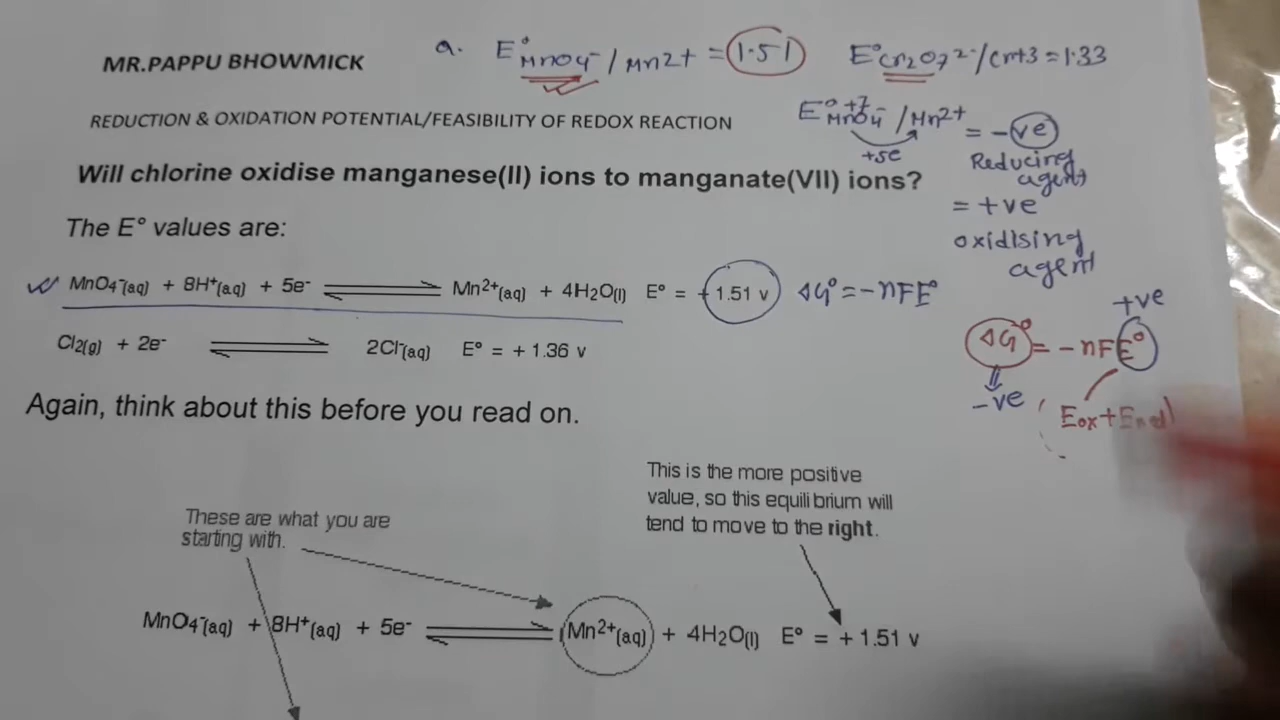 a. E°MnO4⁻/Mn2+ = 1.51 E°Cr2O7²⁻/Cr+3 = 1.33
MR.PAPPU BHOWMICK
REDUCTION & OXIDATION POTENTIAL/FEASIBILITY OF REDOX REACTION
E° +7 MnO4⁻/Mn2+ = -ve
+5e
Reducing
agent
= +ve
oxidising
agent
Will chlorine oxidise manganese(II) ions to manganate(VII) ions?
The E° values are:
MnO4⁻(aq) + 8H⁺(aq) + 5e⁻ ⇌ Mn²⁺(aq) + 4H2O(l) E° = + 1.51 v ΔG° = -nFE°
Cl2(g) + 2e⁻ ⇌ 2Cl⁻(aq) E° = + 1.36 v
+ve
ΔG° = - nFE°
-ve
(Eox + Ered)
Again, think about this before you read on.
This is the more positive
value, so this equilibrium will
tend to move to the right.
These are what you are
starting with.
MnO4⁻(aq) + 8H⁺(aq) + 5e⁻ ⇌ Mn²⁺(aq) + 4H2O(l) E° = + 1.51 v